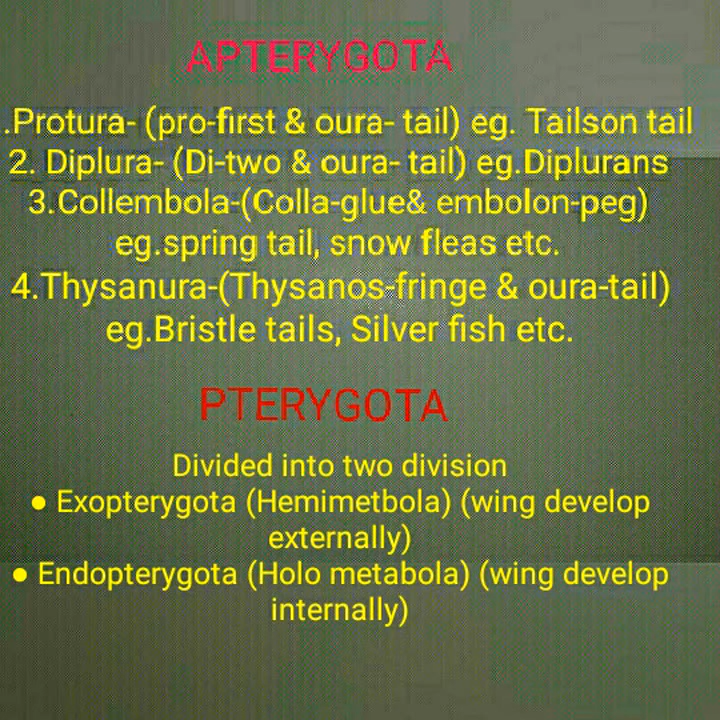 APTERYGOTA
.Protura- (pro-first & oura- tail) eg. Tailson tail
2. Diplura- (Di-two & oura- tail) eg.Diplurans
3.Collembola-(Colla-glue& embolon-peg)
eg.spring tail, snow fleas etc.
4.Thysanura-(Thysanos-fringe & oura-tail)
eg.Bristle tails, Silver fish etc.
PTERYGOTA
Divided into two division
● Exopterygota (Hemimetbola) (wing develop
externally)
● Endopterygota (Holo metabola) (wing develop
internally)